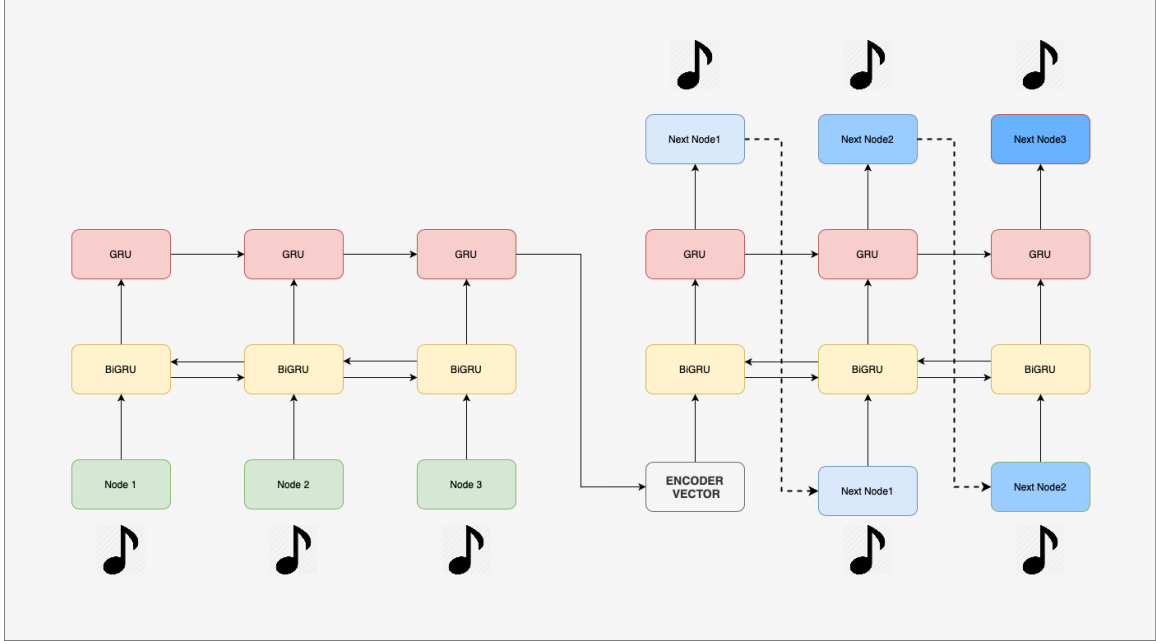 Next Node1
Next Node2
Next Node3
GRU
GRU
GRU
GRU
GRU
GRU
BiGRU
BiGRU
BiGRU
BiGRU
BiGRU
BiGRU
Node 1
Node 2
Node 3
ENCODER
VECTOR
Next Node1
Next Node2